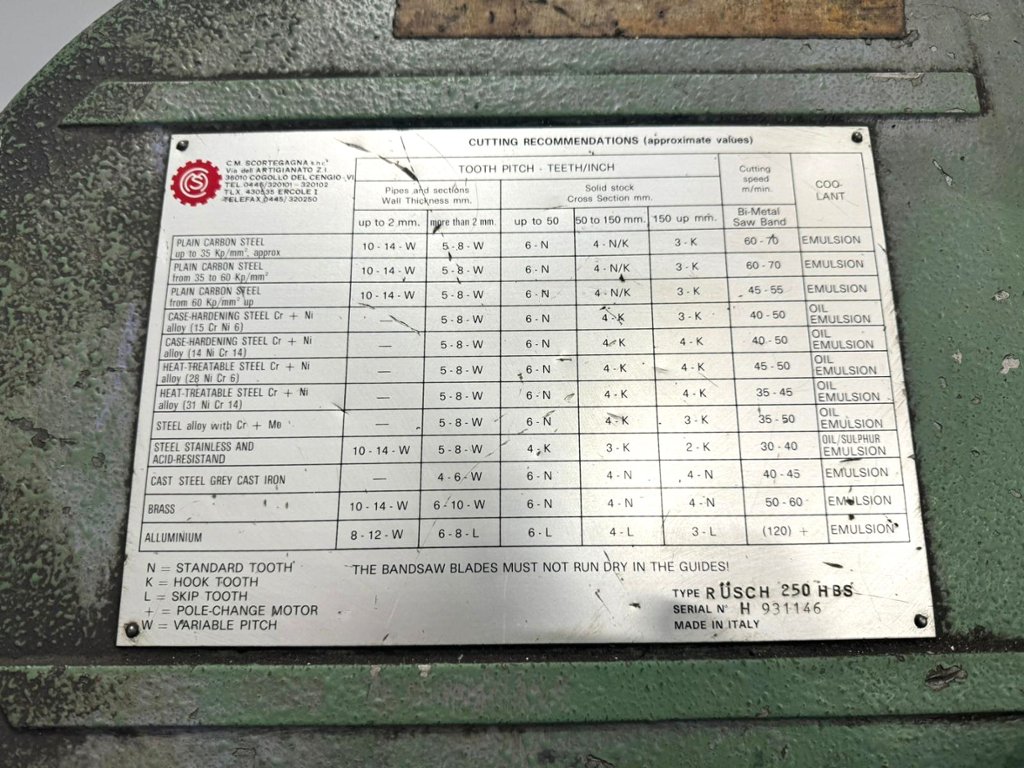 CUTTING RECOMMENDATIONS (approximate values)
C.M. SCORTEGAGNA s.n.c.
Via dell' ARTIGIANATO Z.I.
36010 COGOLLO DEL CENGIO VI
TEL. 0445/320101 - 320102
TLX. 430535 ERCOLE I
TELEFAX 0445/320250
TOOTH PITCH - TEETH/INCH
Cutting speed m/min.
COO-LANT
Pipes and sections Wall Thickness mm.
Solid stock Cross Section mm.
Bi-Metal Saw Band
up to 2 mm. more than 2 mm. up to 50 50 to 150 mm. 150 up mm.
PLAIN CARBON STEEL up to 35 Kp/mm², approx 10 - 14 - W 5 - 8 - W 6 - N 4 - N/K 3 - K 60 - 70 EMULSION
PLAIN CARBON STEEL from 35 to 60 Kp/mm² 10 - 14 - W 5 - 8 - W 6 - N 4 - N/K 3 - K 60 - 70 EMULSION
PLAIN CARBON STEEL from 60 Kp/mm² up 10 - 14 - W 5 - 8 - W 6 - N 4 - N/K 3 - K 45 - 55 EMULSION
CASE-HARDENING STEEL Cr + Ni alloy (15 Cr Ni 6) — 5 - 8 - W 6 - N 4 - K 3 - K 40 - 50 OIL EMULSION
CASE-HARDENING STEEL Cr + Ni alloy (14 Ni Cr 14) — 5 - 8 - W 6 - N 4 - K 4 - K 40 - 50 OIL EMULSION
HEAT-TREATABLE STEEL Cr + Ni alloy (28 Ni Cr 6) — 5 - 8 - W 6 - N 4 - K 4 - K 45 - 50 OIL EMULSION
HEAT-TREATABLE STEEL Cr + Ni alloy (31 Ni Cr 14) — 5 - 8 - W 6 - N 4 - K 4 - K 35 - 45 OIL EMULSION
STEEL alloy with Cr + Mo — 5 - 8 - W 6 - N 4 - K 3 - K 35 - 50 OIL EMULSION
STEEL STAINLESS AND ACID-RESISTAND 10 - 14 - W 5 - 8 - W 4 - K 3 - K 2 - K 30 - 40 OIL/SULPHUR EMULSION
CAST STEEL GREY CAST IRON — 4 - 6 - W 6 - N 4 - N 4 - N 40 - 45 EMULSION
BRASS 10 - 14 - W 6 - 10 - W 6 - N 4 - N 4 - N 50 - 60 EMULSION
ALLUMINIUM 8 - 12 - W 6 - 8 - L 6 - L 4 - L 3 - L (120) + EMULSION
N = STANDARD TOOTH
K = HOOK TOOTH
L = SKIP TOOTH
+ = POLE-CHANGE MOTOR
W = VARIABLE PITCH
THE BANDSAW BLADES MUST NOT RUN DRY IN THE GUIDES!
TYPE RÜSCH 250 HBS
SERIAL N° H 931146
MADE IN ITALY